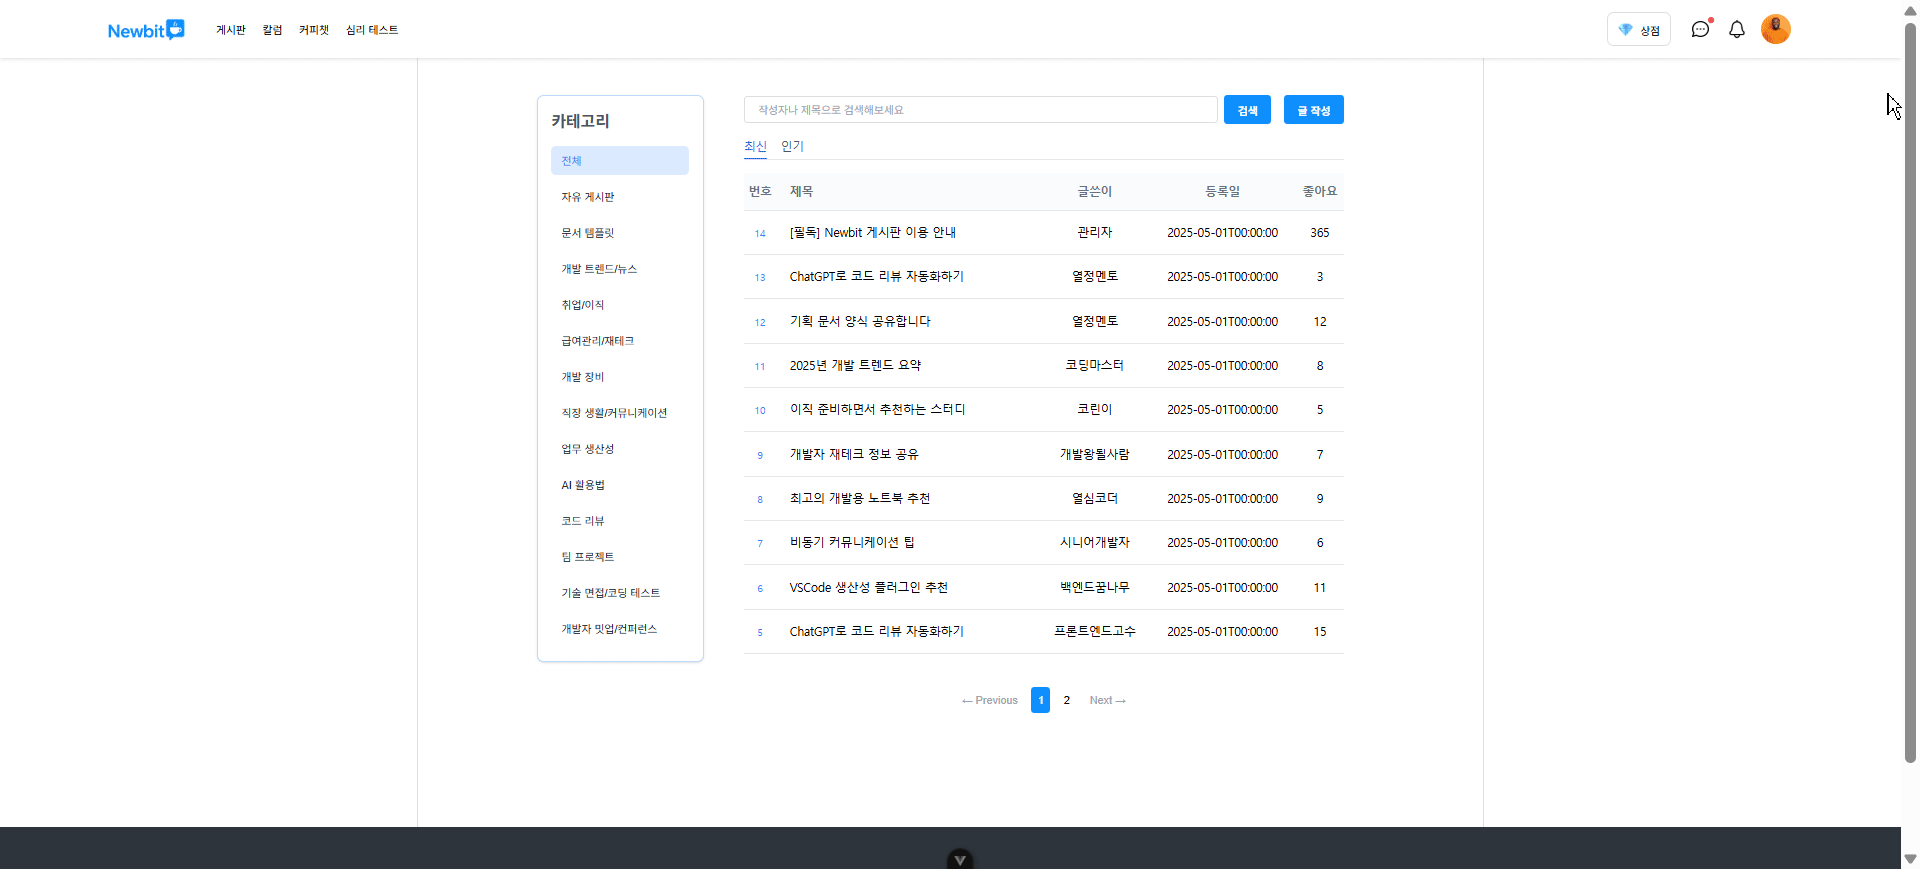 Newbit 게시판 칼럼 커피챗 심리 테스트 상점
카테고리
전체
자유 게시판
문서 템플릿
개발 트렌드/뉴스
취업/이직
급여관리/재테크
개발 장비
직장 생활/커뮤니케이션
업무 생산성
AI 활용법
코드 리뷰
팀 프로젝트
기술 면접/코딩 테스트
개발자 밋업/컨퍼런스
작성자나 제목으로 검색해보세요 검색 글 작성
최신 인기
번호 제목 글쓴이 등록일 좋아요
14 [필독] Newbit 게시판 이용 안내 관리자 2025-05-01T00:00:00 365
13 ChatGPT로 코드 리뷰 자동화하기 열정멘토 2025-05-01T00:00:00 3
12 기획 문서 양식 공유합니다 열정멘토 2025-05-01T00:00:00 12
11 2025년 개발 트렌드 요약 코딩마스터 2025-05-01T00:00:00 8
10 이직 준비하면서 추천하는 스터디 코린이 2025-05-01T00:00:00 5
9 개발자 재테크 정보 공유 개발왕될사람 2025-05-01T00:00:00 7
8 최고의 개발용 노트북 추천 열심코더 2025-05-01T00:00:00 9
7 비동기 커뮤니케이션 팁 시니어개발자 2025-05-01T00:00:00 6
6 VSCode 생산성 플러그인 추천 백엔드꿈나무 2025-05-01T00:00:00 11
5 ChatGPT로 코드 리뷰 자동화하기 프론트엔드고수 2025-05-01T00:00:00 15
← Previous 1 2 Next →